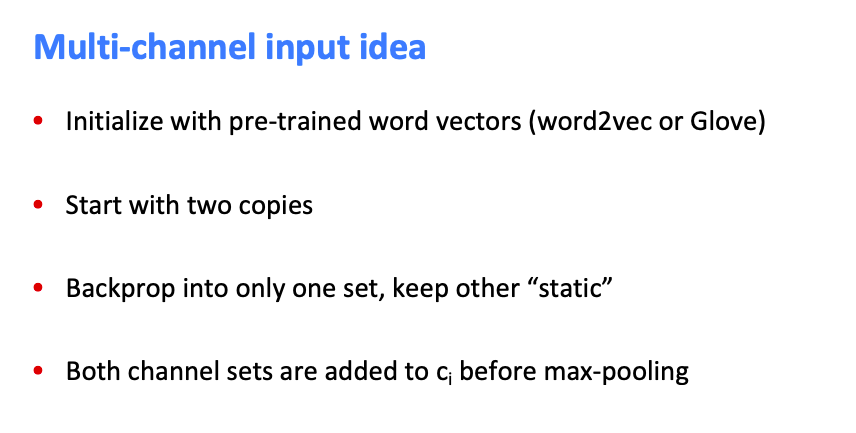 Multi-channel input idea
• Initialize with pre-trained word vectors (word2vec or Glove)
• Start with two copies
• Backprop into only one set, keep other “static”
• Both channel sets are added to cᵢ before max-pooling